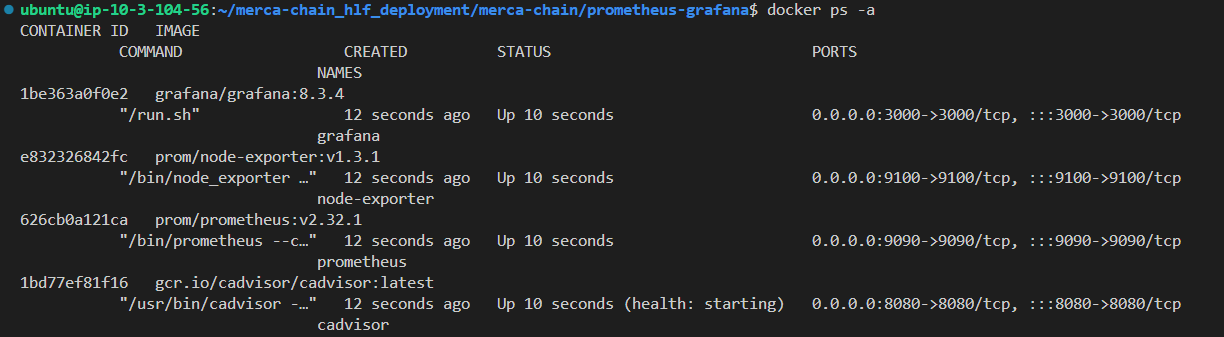 ubuntu@ip-10-3-104-56:~/merca-chain_hlf_deployment/merca-chain/prometheus-grafana$ docker ps -a
CONTAINER ID   IMAGE
           COMMAND                  CREATED          STATUS                             PORTS
                                 NAMES
1be363a0f0e2   grafana/grafana:8.3.4
           "/run.sh"                12 seconds ago   Up 10 seconds                      0.0.0.0:3000->3000/tcp, :::3000->3000/tcp
                                 grafana
e832326842fc   prom/node-exporter:v1.3.1
           "/bin/node_exporter …"   12 seconds ago   Up 10 seconds                      0.0.0.0:9100->9100/tcp, :::9100->9100/tcp
                                 node-exporter
626cb0a121ca   prom/prometheus:v2.32.1
           "/bin/prometheus --c…"   12 seconds ago   Up 10 seconds                      0.0.0.0:9090->9090/tcp, :::9090->9090/tcp
                                 prometheus
1bd77ef81f16   gcr.io/cadvisor/cadvisor:latest
           "/usr/bin/cadvisor -…"   12 seconds ago   Up 10 seconds (health: starting)   0.0.0.0:8080->8080/tcp, :::8080->8080/tcp
                                 cadvisor